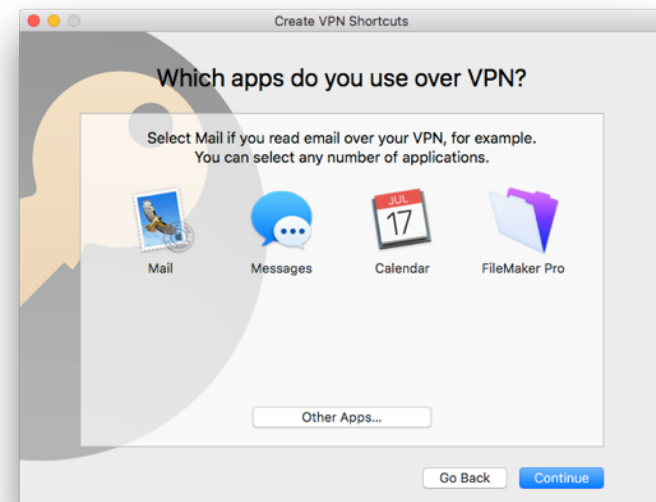 Create VPN Shortcuts
Which apps do you use over VPN?
Select Mail if you read email over your VPN, for example.
You can select any number of applications.
JUL
17
Mail
Messages
Calendar
FileMaker Pro
Other Apps...
Go Back
Continue